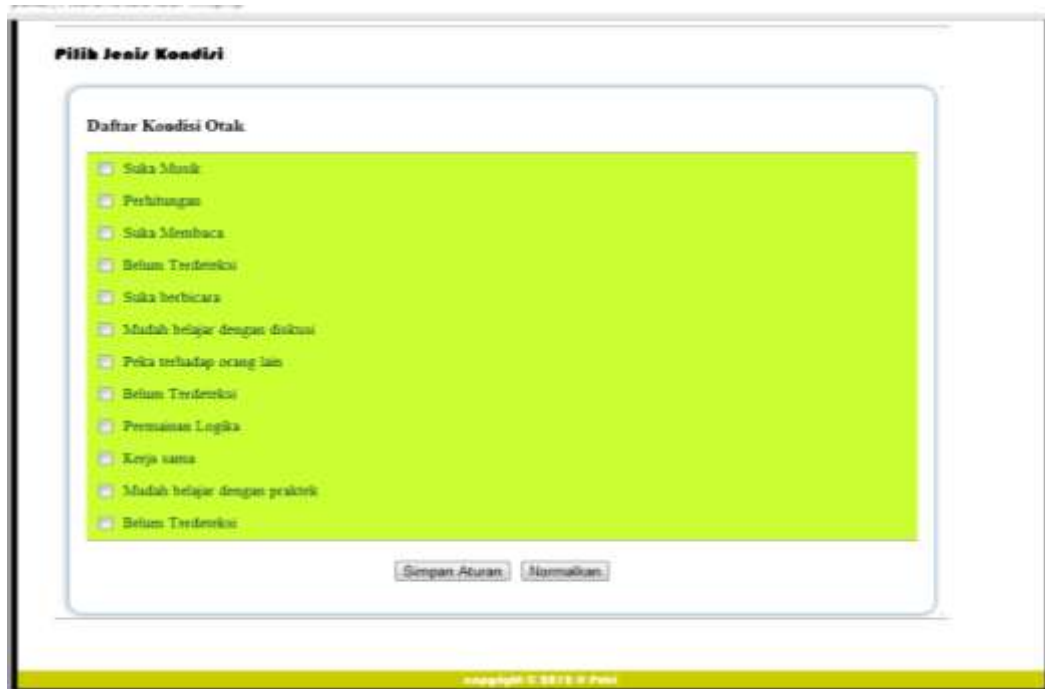 Pilih Jenis Kondisi
Daftar Kondisi Otak
Suka Musik
Perhitungan
Suka Membaca
Belum Terdeteksi
Suka berbicara
Mudah belajar dengan diskusi
Peka terhadap orang lain
Belum Terdeteksi
Permainan Logika
Kerja sama
Mudah belajar dengan praktek
Belum Terdeteksi
Simpan Aturan Normalkan
copyright ©